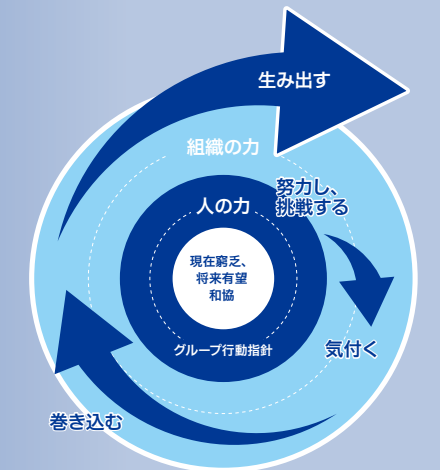 生み出す
組織の力
努力し、
挑戦する
人の力
現在窮乏、
将来有望
和協
グループ行動指針
気付く
巻き込む